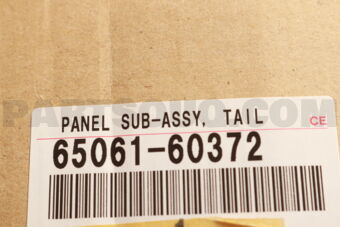 PANEL SUB-ASSY, TAIL
CE
65061-60372
PARTSOUQ.COM